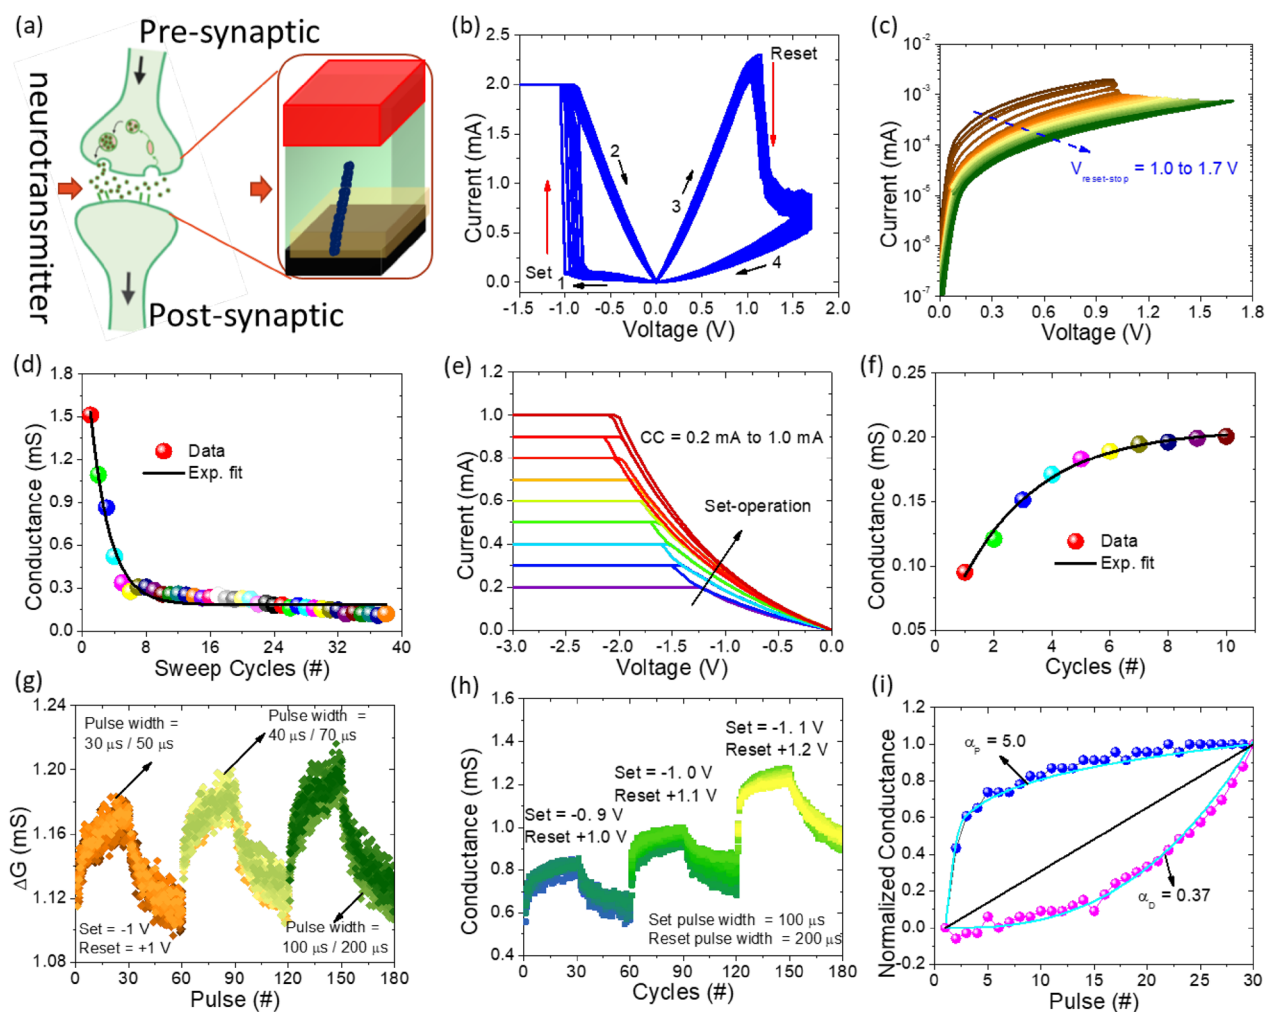 (a)
Pre-synaptic
neurotransmitter
Post-synaptic
(b)
2.5
2.0
1.5
1.0
0.5
0.0
Current (mA)
Reset
2
3
Set
1
4
-1.5
-1.0
-0.5
0.0
0.5
1.0
1.5
2.0
Voltage (V)
(c)
10⁻²
10⁻³
10⁻⁴
10⁻⁵
10⁻⁶
10⁻⁷
Current (mA)
V_reset-stop = 1.0 to 1.7 V
0.0
0.3
0.6
0.9
1.2
1.5
1.8
Voltage (V)
(d)
1.8
1.5
1.2
0.9
0.6
0.3
0.0
Conductance (mS)
Data
Exp. fit
0
8
16
24
32
40
Sweep Cycles (#)
(e)
1.2
1.0
0.8
0.6
0.4
0.2
0.0
Current (mA)
CC = 0.2 mA to 1.0 mA
Set-operation
-3.0
-2.5
-2.0
-1.5
-1.0
-0.5
0.0
Voltage (V)
(f)
0.25
0.20
0.15
0.10
0.05
Conductance (mS)
Data
Exp. fit
0
2
4
6
8
10
Cycles (#)
(g)
1.24
1.20
1.16
1.12
1.08
ΔG (mS)
Pulse width =
30 μs / 50 μs
Pulse width =
40 μs / 70 μs
Set = -1 V
Reset = +1 V
Pulse width =
100 μs / 200 μs
0
30
60
90
120
150
180
Pulse (#)
(h)
1.6
1.4
1.2
1.0
0.8
0.6
0.4
Conductance (mS)
Set = -0. 9 V
Reset +1.0 V
Set = -1. 0 V
Reset +1.1 V
Set = -1. 1 V
Reset +1.2 V
Set pulse width = 100 μs
Reset pulse width = 200 μs
0
30
60
90
120
150
180
Cycles (#)
(i)
1.2
1.0
0.8
0.6
0.4
0.2
0.0
-0.2
Normalized Conductance
α_P = 5.0
α_D = 0.37
0
5
10
15
20
25
30
Pulse (#)